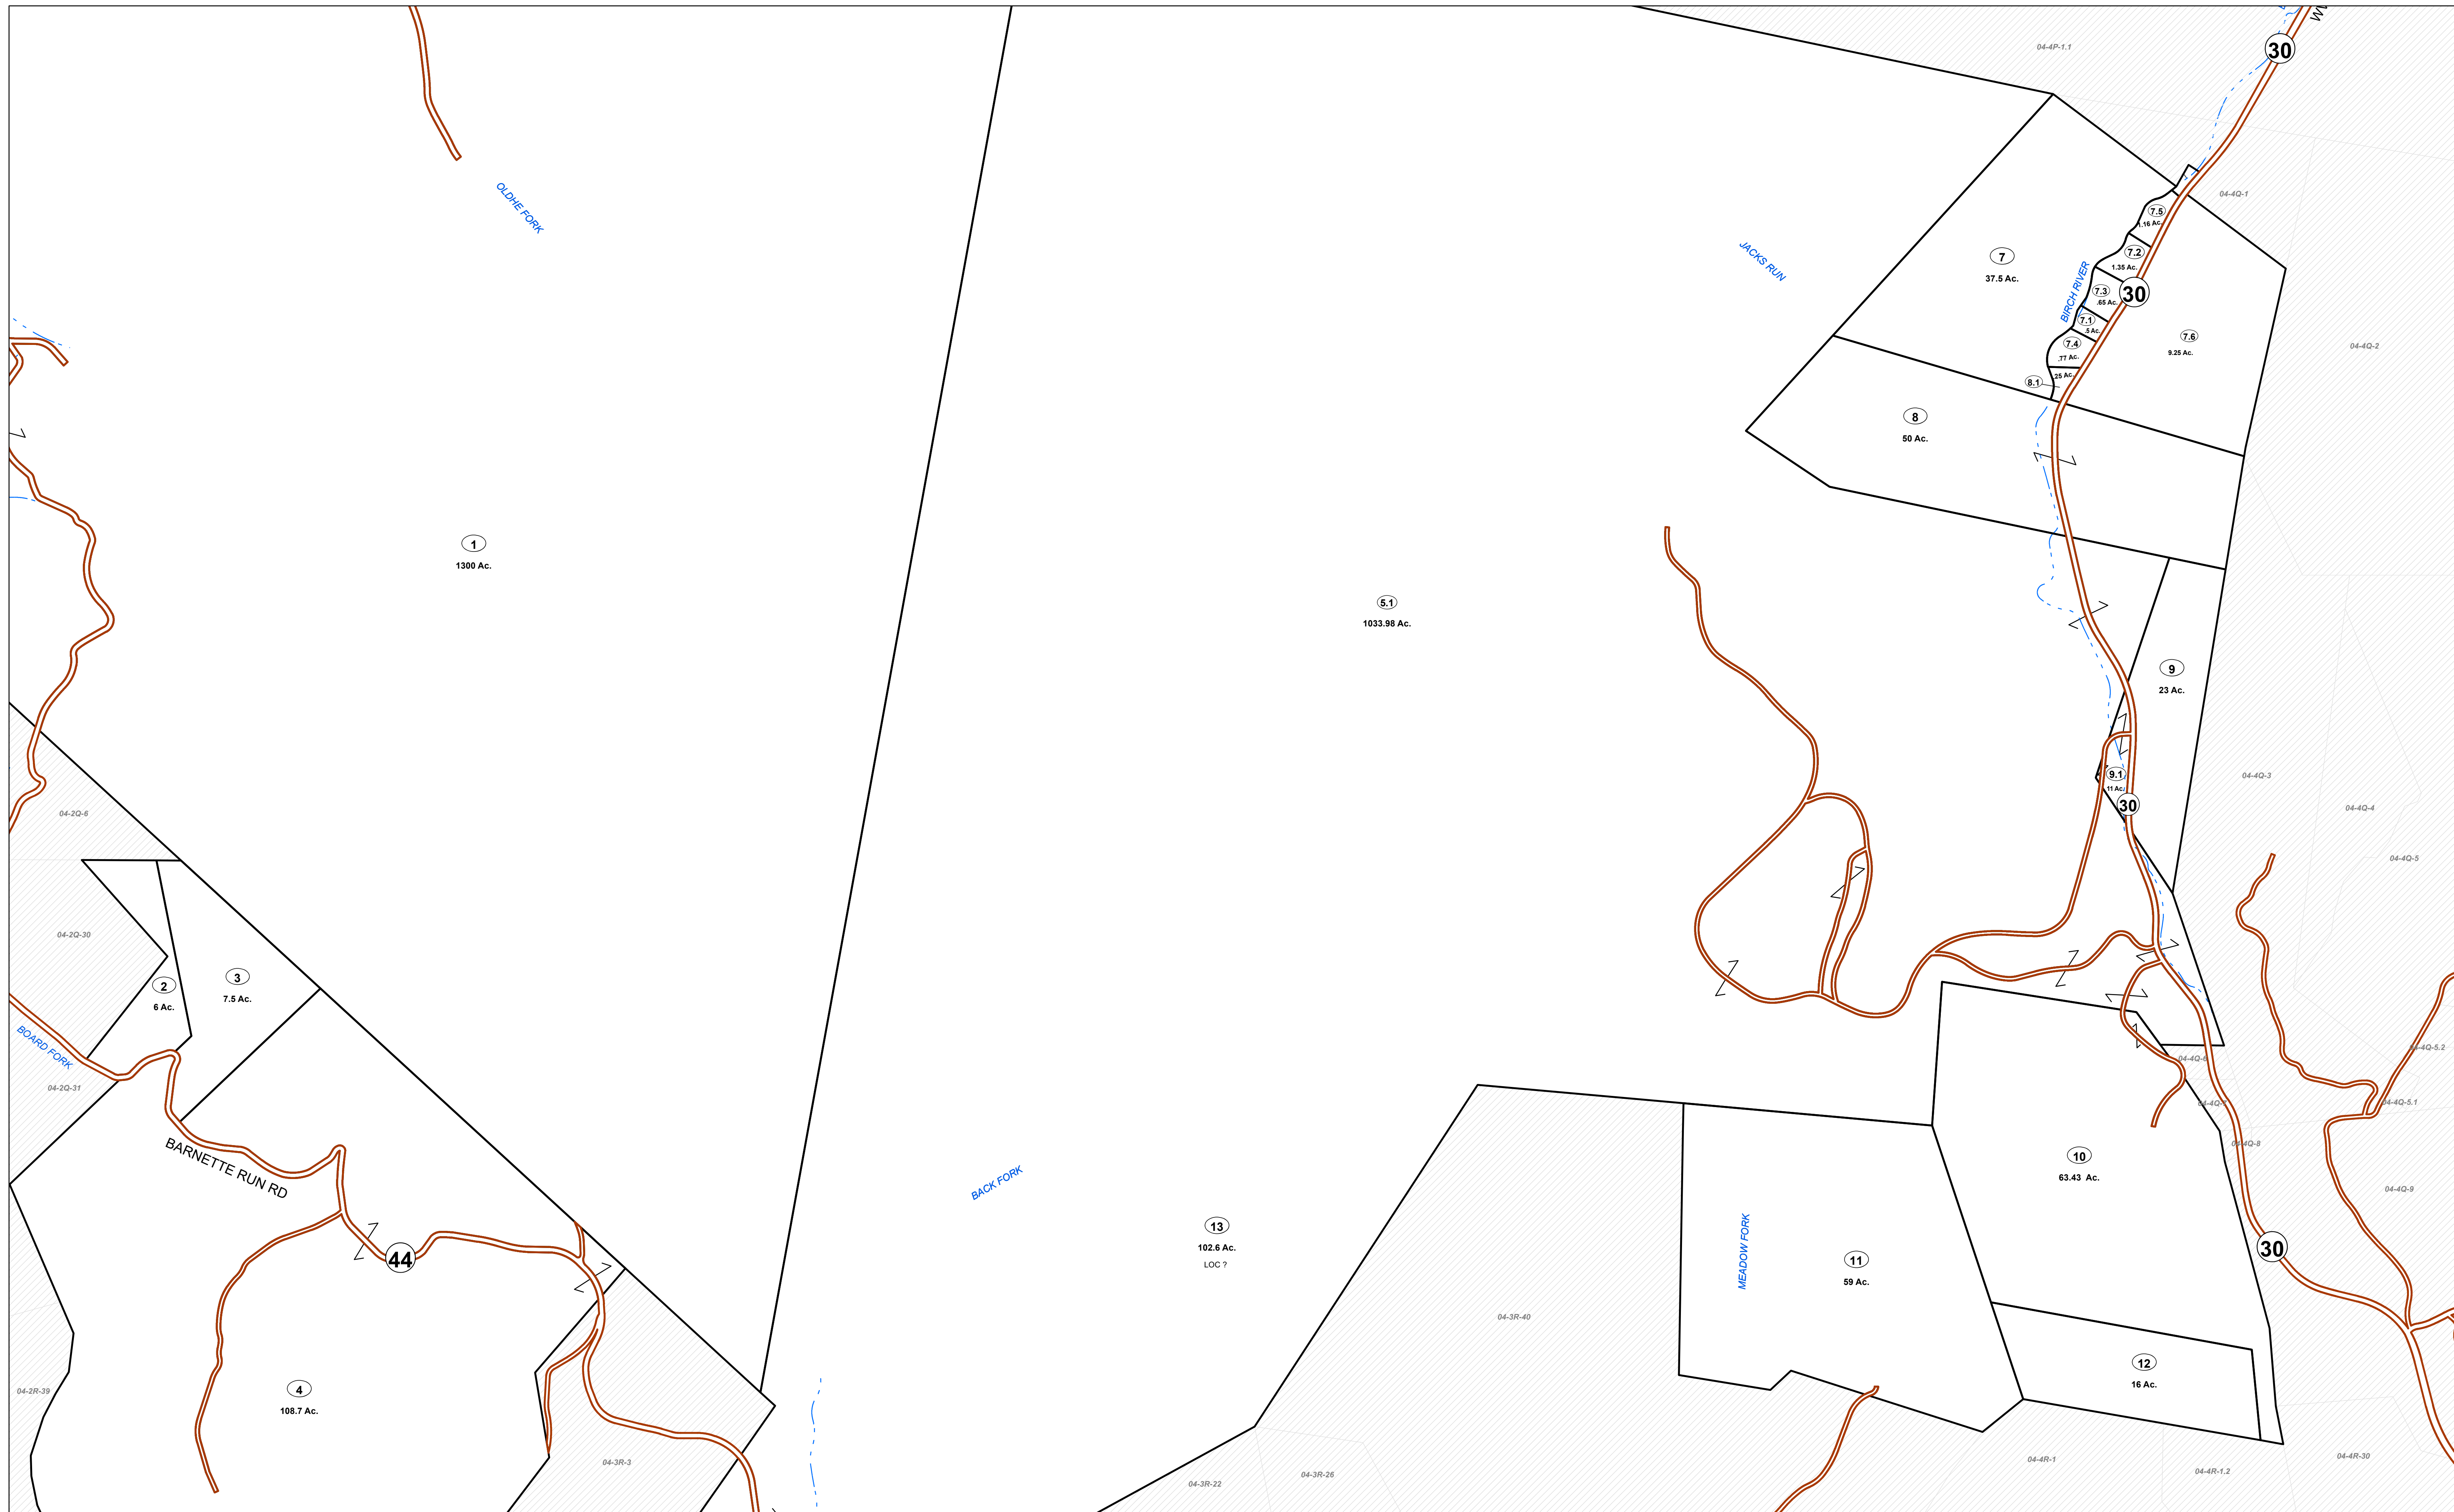 04-4P-1.1
30
OLDHE FORK
04-4Q-1
7.5
1.16 Ac.
JACKS RUN
7
37.5 Ac.
7.2
1.35 Ac.
BIRCH RIVER
7.3
.65 Ac.
30
7.1
.5 Ac.
7.6
9.25 Ac.
04-4Q-2
7.4
.77 Ac.
.25 Ac.
8.1
8
50 Ac.
1
1300 Ac.
5.1
1033.98 Ac.
9
23 Ac.
9.1
11 Ac.
30
04-4Q-3
04-4Q-4
04-4Q-5
04-2Q-6
04-2Q-30
2
6 Ac.
3
7.5 Ac.
BOARD FORK
04-2Q-31
04-4Q-5.2
04-4Q-6
04-4Q-5.1
04-4Q-8
BARNETTE RUN RD
10
63.43 Ac.
BACK FORK
04-4Q-9
13
102.6 Ac.
LOC ?
MEADOW FORK
11
59 Ac.
30
44
04-3R-40
12
16 Ac.
04-2R-39
4
108.7 Ac.
04-3R-3
04-3R-22
04-3R-26
04-4R-1
04-4R-1.2
04-4R-30